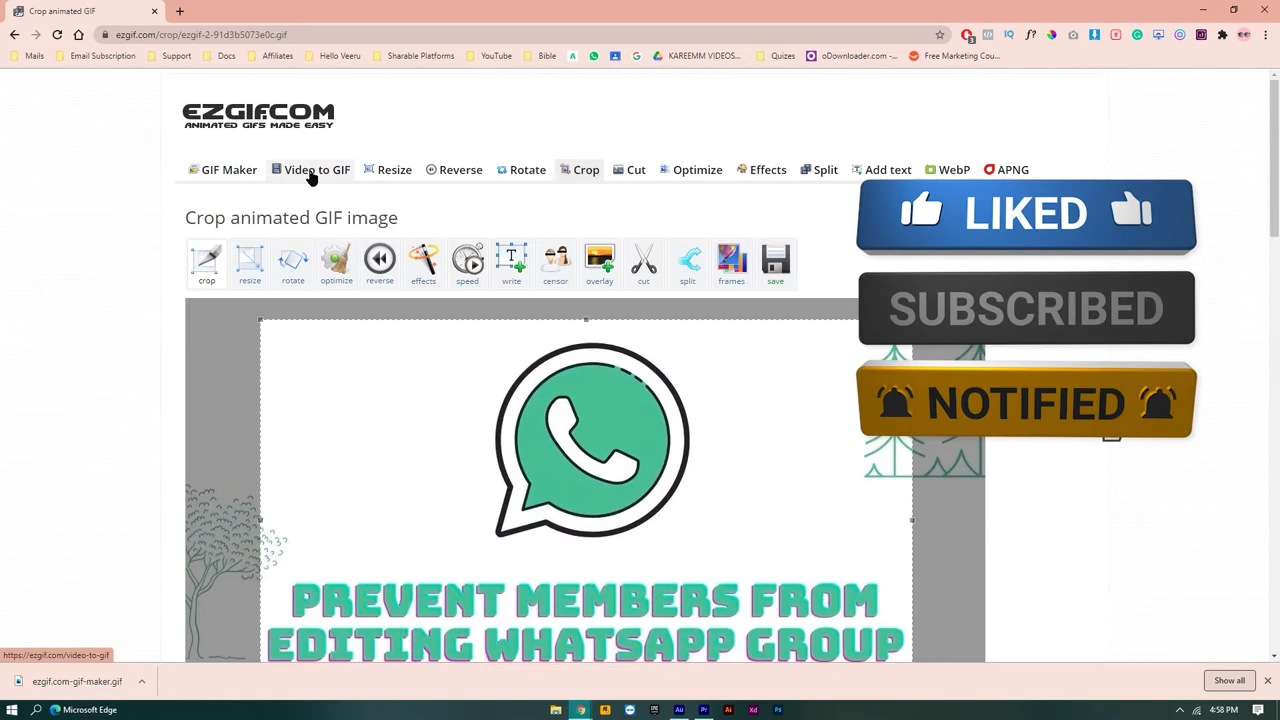 Crop animated GIF
ezgif.com/crop/ezgif-2-91d3b5073e0c.gif
Mails Email Subscription Support Docs Affiliates Hello Veeru Sharable Platforms YouTube Bible KAREEMM VIDEOS... Quizes oDownloader.com -... Free Marketing Cou...
EZGIF.COM
ANIMATED GIFS MADE EASY
GIF Maker Video to GIF Resize Reverse Rotate Crop Cut Optimize Effects Split Add text WebP APNG
LIKED
Crop animated GIF image
crop resize rotate optimize reverse effects speed write censor overlay cut split frames save
SUBSCRIBED
NOTIFIED
PREVENT MEMBERS FROM
EDITING WHATSAPP GROUP
https://ezgif.com/video-to-gif
ezgif.com-gif-maker.gif
Show all
Microsoft Edge
4:58 PM